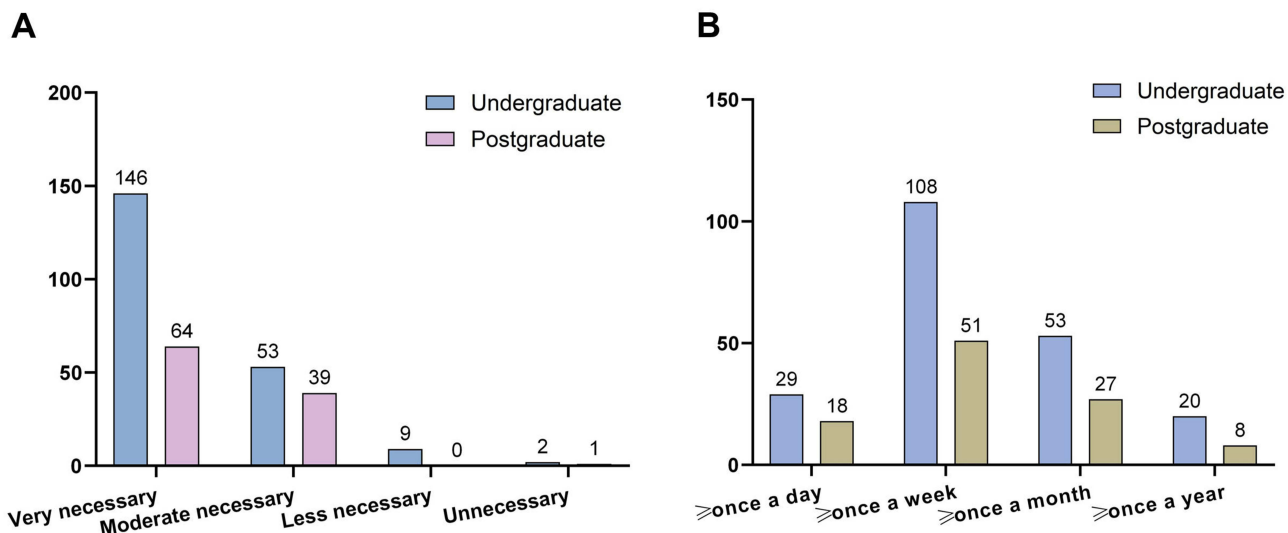 A
200
150
100
50
0
Undergraduate
Postgraduate
146
64
53
39
9
0
2
1
Very necessary
Moderate necessary
Less necessary
Unnecessary
B
150
100
50
0
Undergraduate
Postgraduate
29
18
108
51
53
27
20
8
⩾once a day
⩾once a week
⩾once a month
⩾once a year